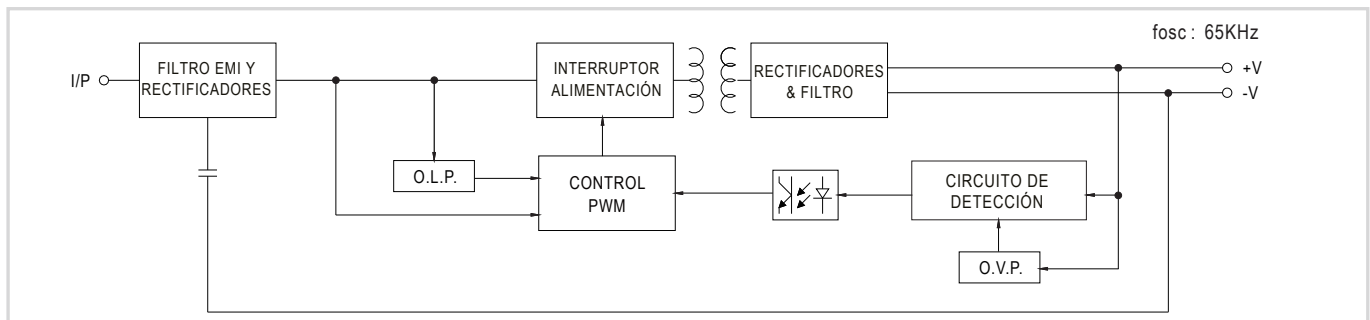 fosc : 65KHz
I/P
FILTRO EMI Y
RECTIFICADORES
INTERRUPTOR
ALIMENTACIÓN
RECTIFICADORES
& FILTRO
+V
-V
O.L.P.
CONTROL
PWM
CIRCUITO DE
DETECCIÓN
O.V.P.